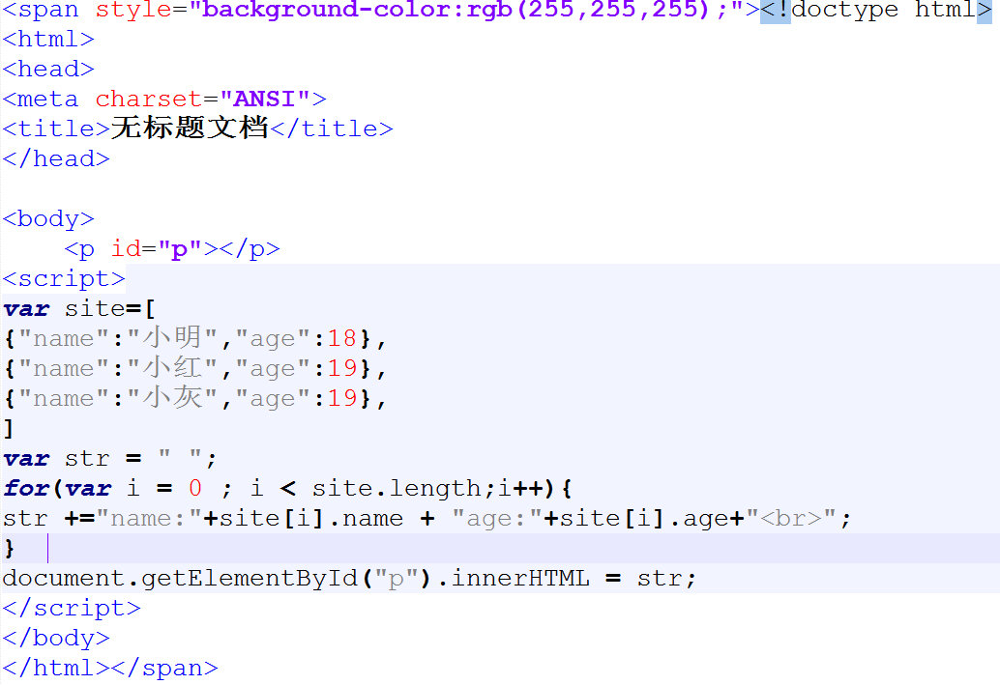 <span style="background-color:rgb(255,255,255);"><!doctype html>
<html>
<head>
<meta charset="ANSI">
<title>无标题文档</title>
</head>
<body>
<p id="p"></p>
<script>
var site=[
{"name":"小明","age":18},
{"name":"小红","age":19},
{"name":"小灰","age":19},
]
var str = " ";
for(var i = 0 ; i < site.length;i++){
str +="name:"+site[i].name + "age:"+site[i].age+"<br>";
}
document.getElementById("p").innerHTML = str;
</script>
</body>
</html></span>